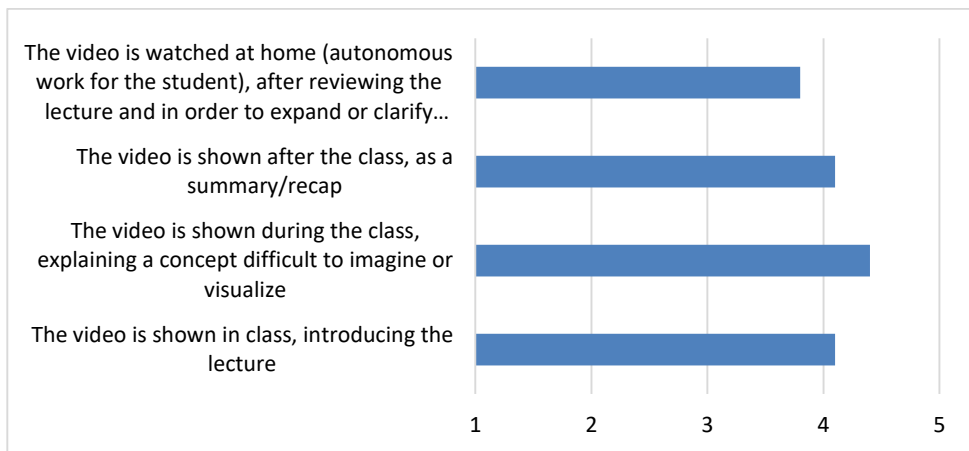 The video is watched at home (autonomous
work for the student), after reviewing the
lecture and in order to expand or clarify…
The video is shown after the class, as a
summary/recap
The video is shown during the class,
explaining a concept difficult to imagine or
visualize
The video is shown in class, introducing the
lecture
1 2 3 4 5